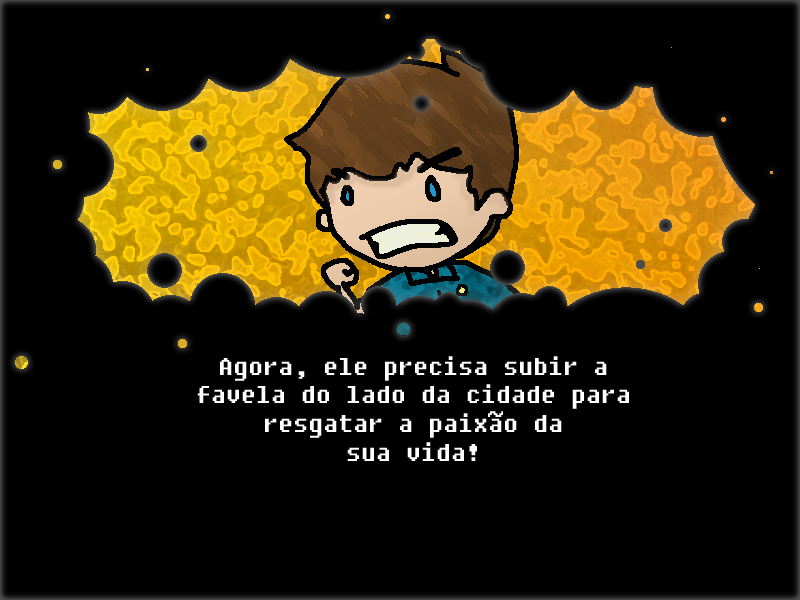 Agora, ele precisa subir a
favela do lado da cidade para
resgatar a paixão da
sua vida!